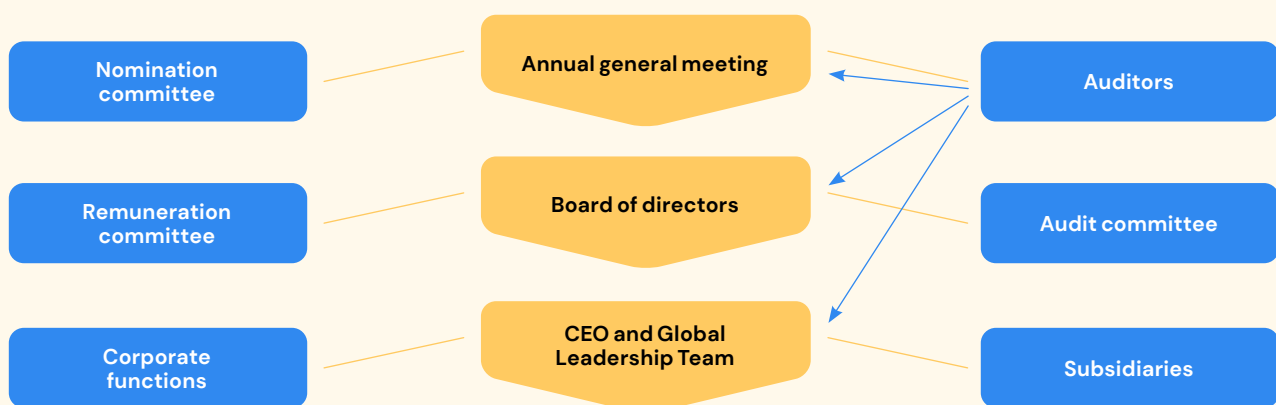 Nomination
committee
Annual general meeting
Auditors
Remuneration
committee
Board of directors
Audit committee
Corporate
functions
CEO and Global
Leadership Team
Subsidiaries